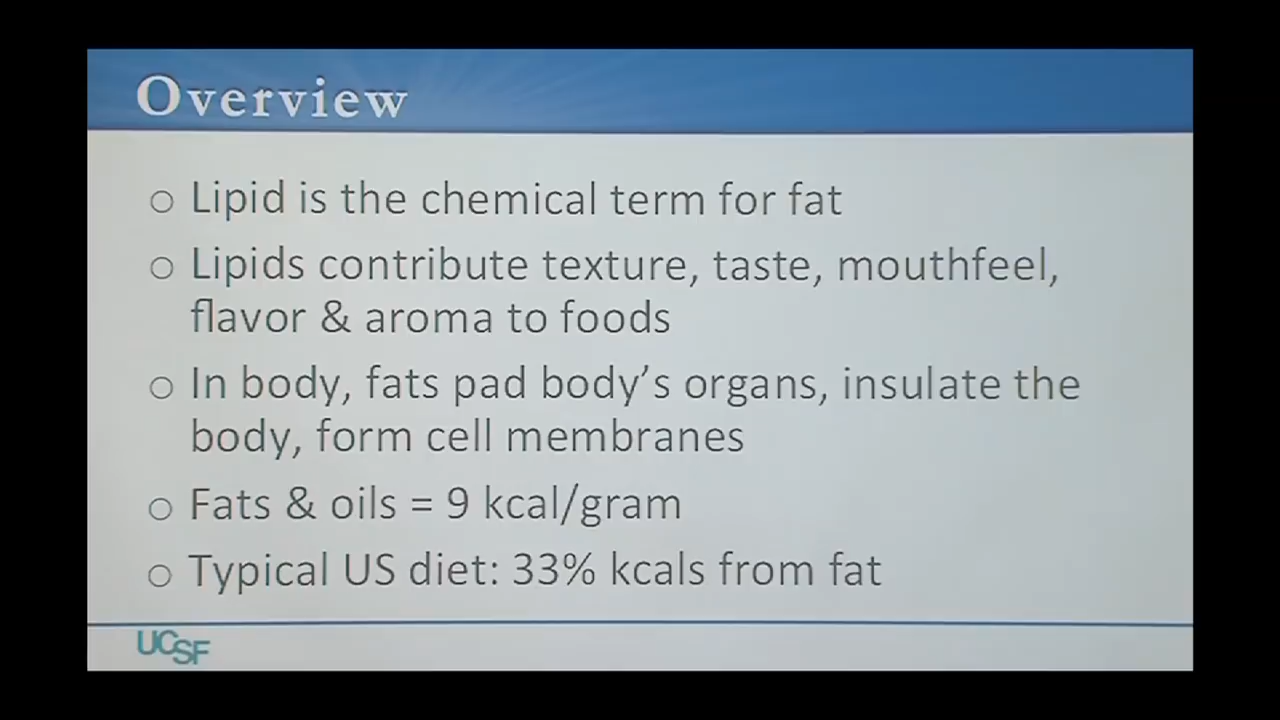 Overview
○ Lipid is the chemical term for fat
○ Lipids contribute texture, taste, mouthfeel,
flavor & aroma to foods
○ In body, fats pad body’s organs, insulate the
body, form cell membranes
○ Fats & oils = 9 kcal/gram
○ Typical US diet: 33% kcals from fat
UCSF